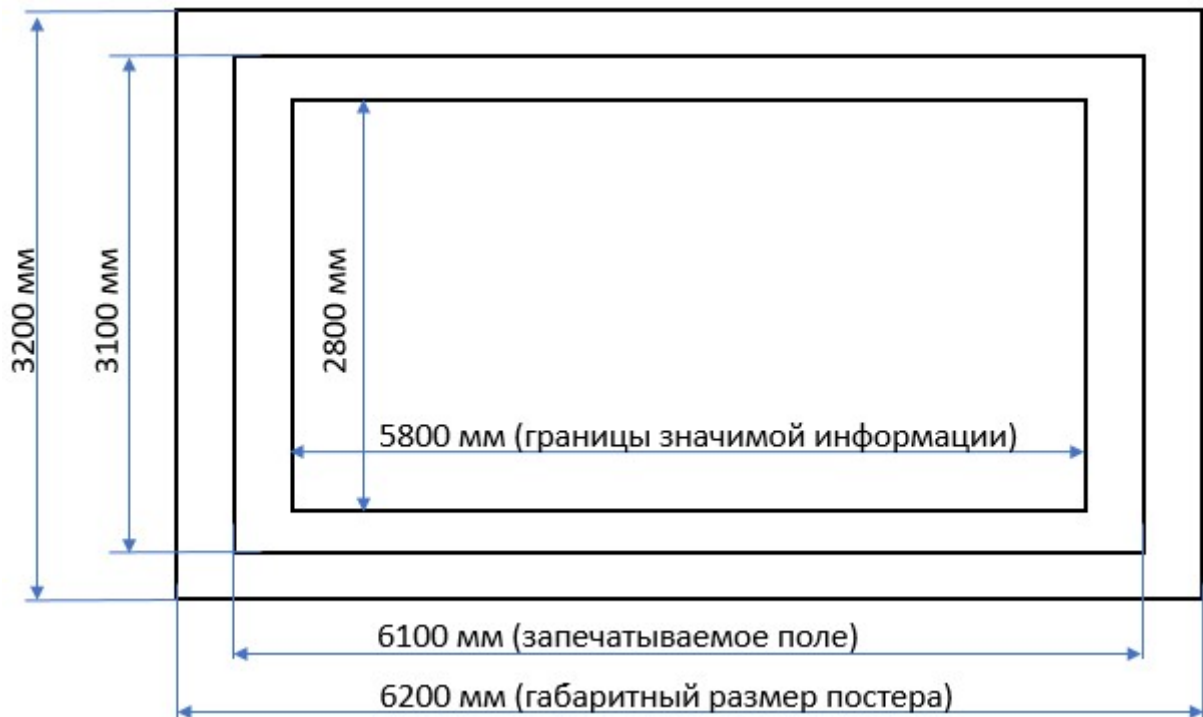 3200 мм
3100 мм
2800 мм
5800 мм (границы значимой информации)
6100 мм (запечатываемое поле)
6200 мм (габаритный размер постера)